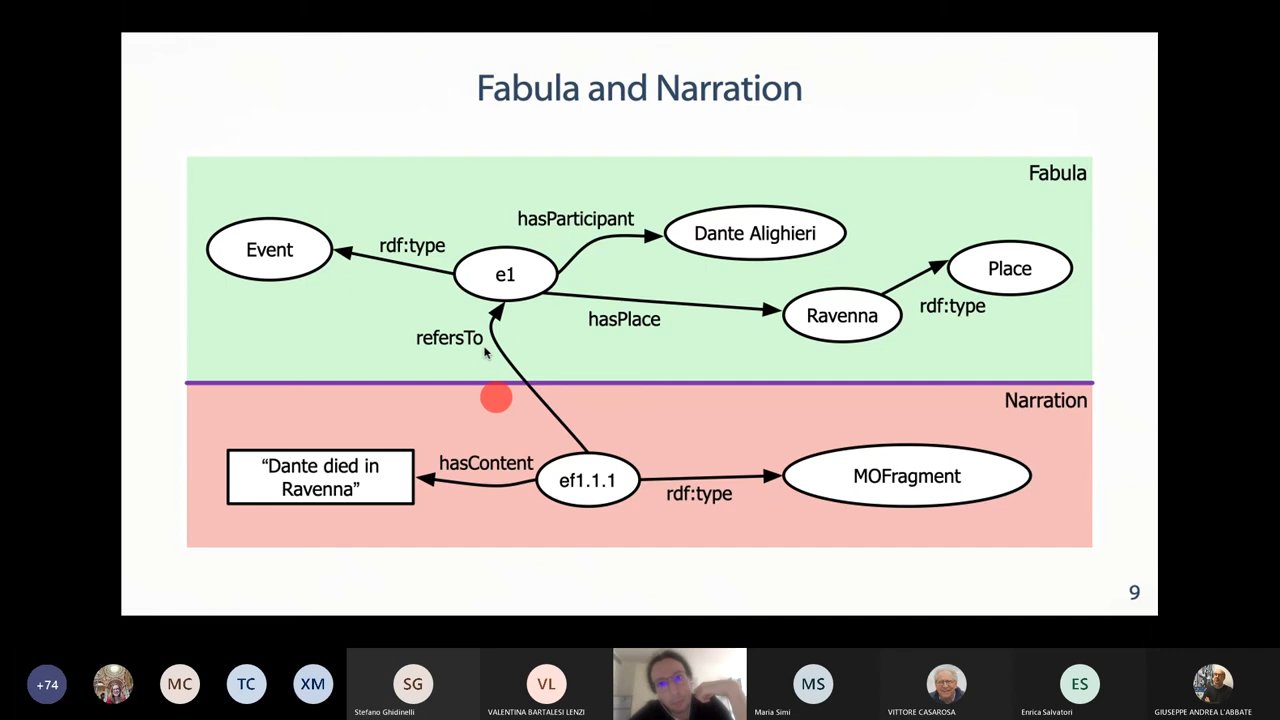 Fabula and Narration
Fabula
hasParticipant
Dante Alighieri
Event
rdf:type
e1
Place
hasPlace
Ravenna
rdf:type
refersTo
Narration
“Dante died in
Ravenna”
hasContent
ef1.1.1
rdf:type
MOFragment
9
+74
MC
TC
XM
SG
VL
MS
ES
Stefano Ghidinelli
VALENTINA BARTALESI LENZI
Maria Simi
VITTORE CASAROSA
Enrica Salvatori
GIUSEPPE ANDREA L'ABBATE